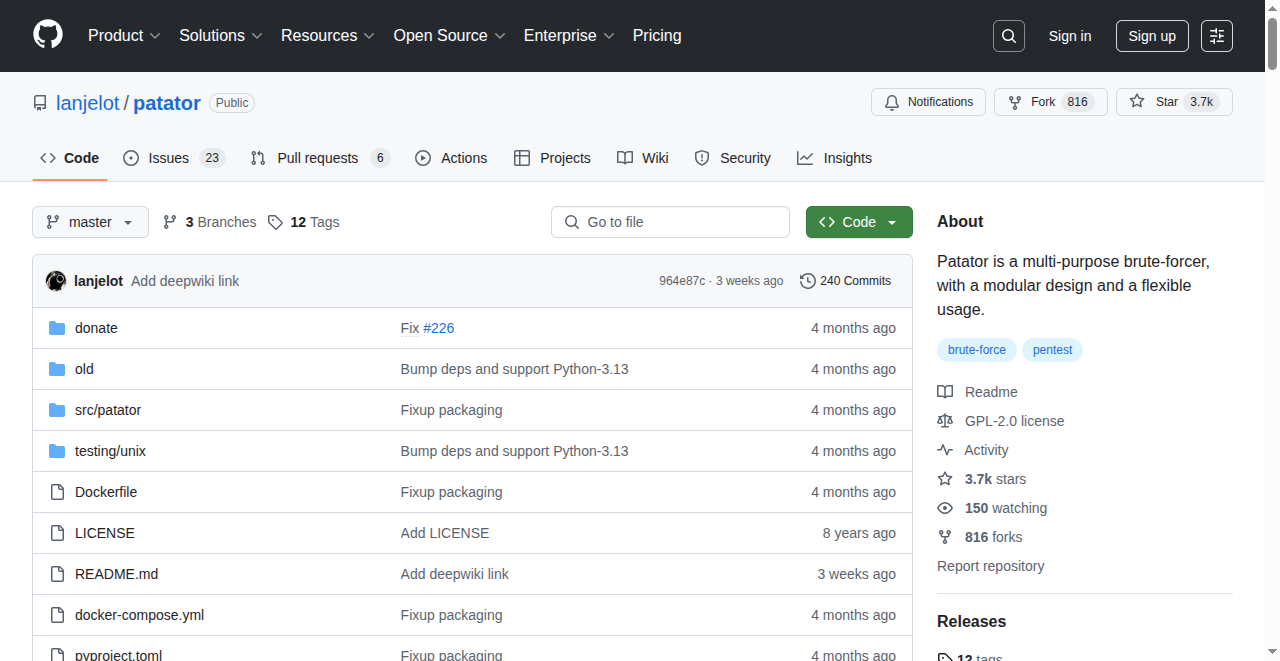 Product Solutions Resources Open Source Enterprise Pricing Sign in Sign up
lanjelot / patator Public Notifications Fork 816 Star 3.7k
Code Issues 23 Pull requests 6 Actions Projects Wiki Security Insights
master 3 Branches 12 Tags Go to file Code
lanjelot Add deepwiki link 964e87c · 3 weeks ago 240 Commits
donate Fix #226 4 months ago
old Bump deps and support Python-3.13 4 months ago
src/patator Fixup packaging 4 months ago
testing/unix Bump deps and support Python-3.13 4 months ago
Dockerfile Fixup packaging 4 months ago
LICENSE Add LICENSE 8 years ago
README.md Add deepwiki link 3 weeks ago
docker-compose.yml Fixup packaging 4 months ago
pyproject.toml Fixup packaging 4 months ago
About
Patator is a multi-purpose brute-forcer,
with a modular design and a flexible
usage.
brute-force pentest
Readme
GPL-2.0 license
Activity
3.7k stars
150 watching
816 forks
Report repository
Releases
12 tags